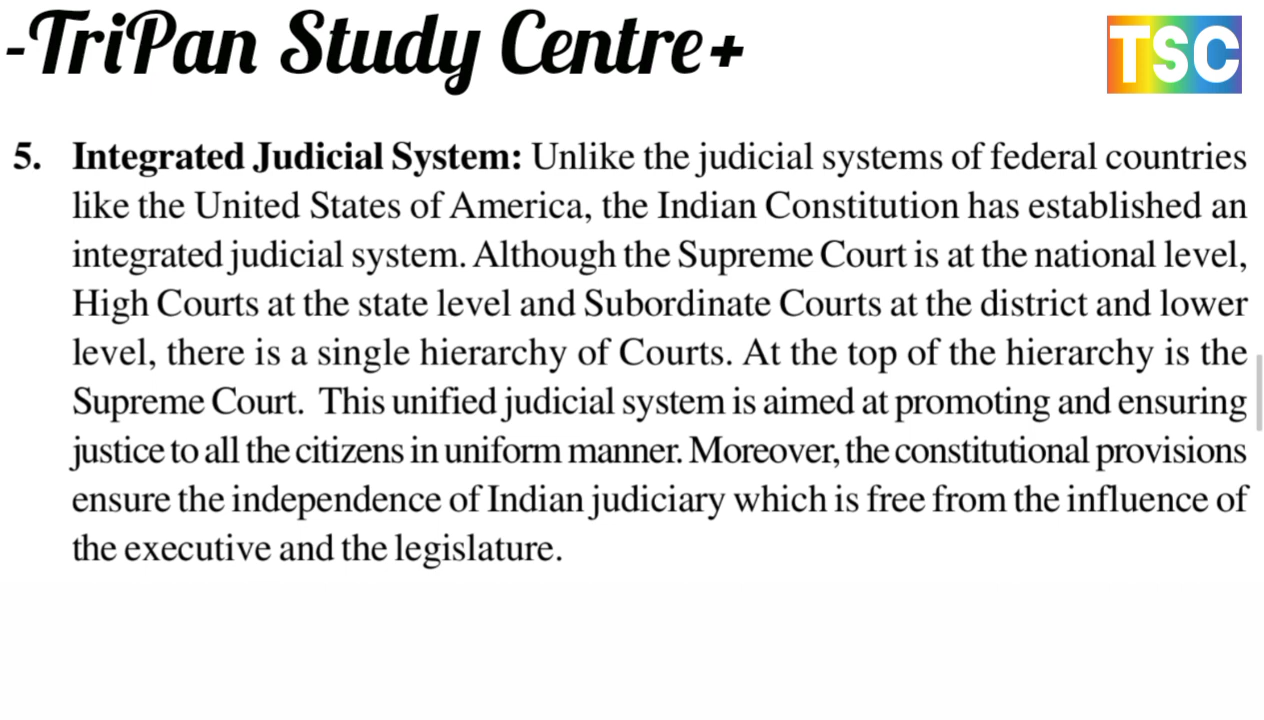 -TriPan Study Centre+
TSC
5. Integrated Judicial System: Unlike the judicial systems of federal countries
like the United States of America, the Indian Constitution has established an
integrated judicial system. Although the Supreme Court is at the national level,
High Courts at the state level and Subordinate Courts at the district and lower
level, there is a single hierarchy of Courts. At the top of the hierarchy is the
Supreme Court. This unified judicial system is aimed at promoting and ensuring
justice to all the citizens in uniform manner. Moreover, the constitutional provisions
ensure the independence of Indian judiciary which is free from the influence of
the executive and the legislature.